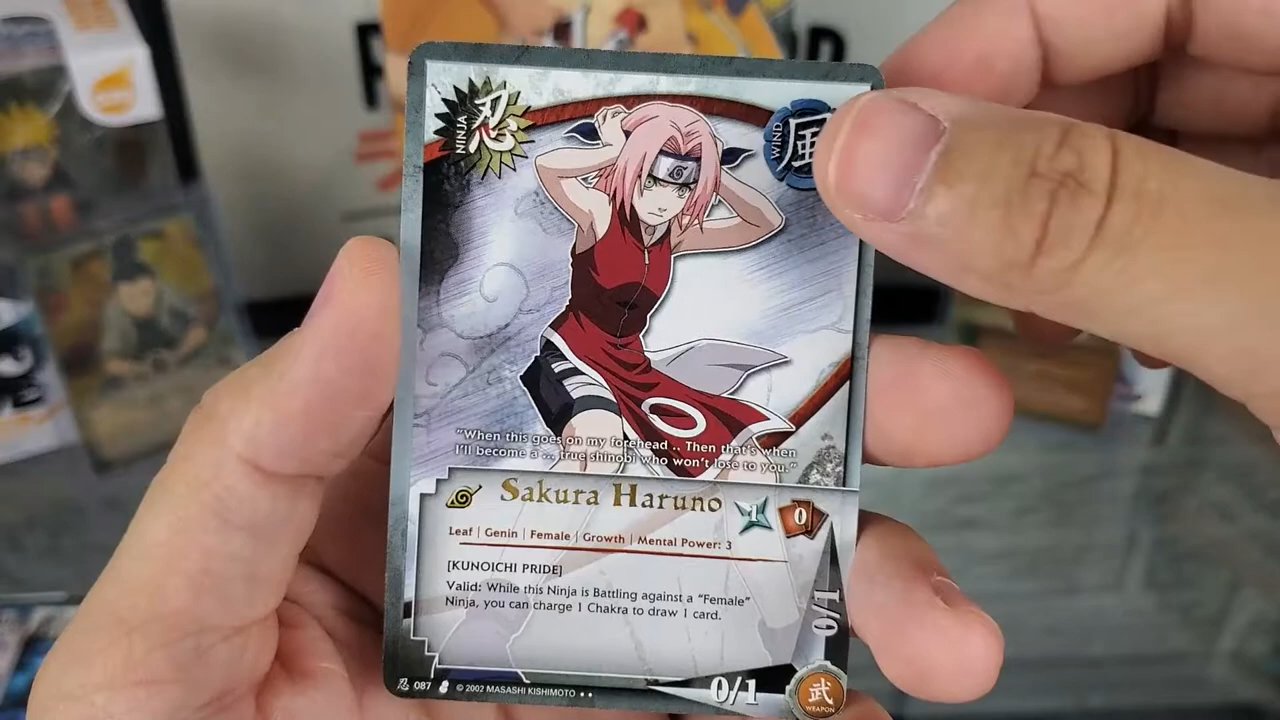 NINJA
忍
WIND
風
"When this goes on my forehead .. Then that's when
I'll become a ... true shinobi who won't lose to you."
Sakura Haruno
1
0
Leaf | Genin | Female | Growth | Mental Power: 3
[KUNOICHI PRIDE]
Valid: While this Ninja is Battling against a "Female"
Ninja, you can charge 1 Chakra to draw 1 card.
1/0
忍 087 © 2002 MASASHI KISHIMOTO
0/1
武
WEAPON